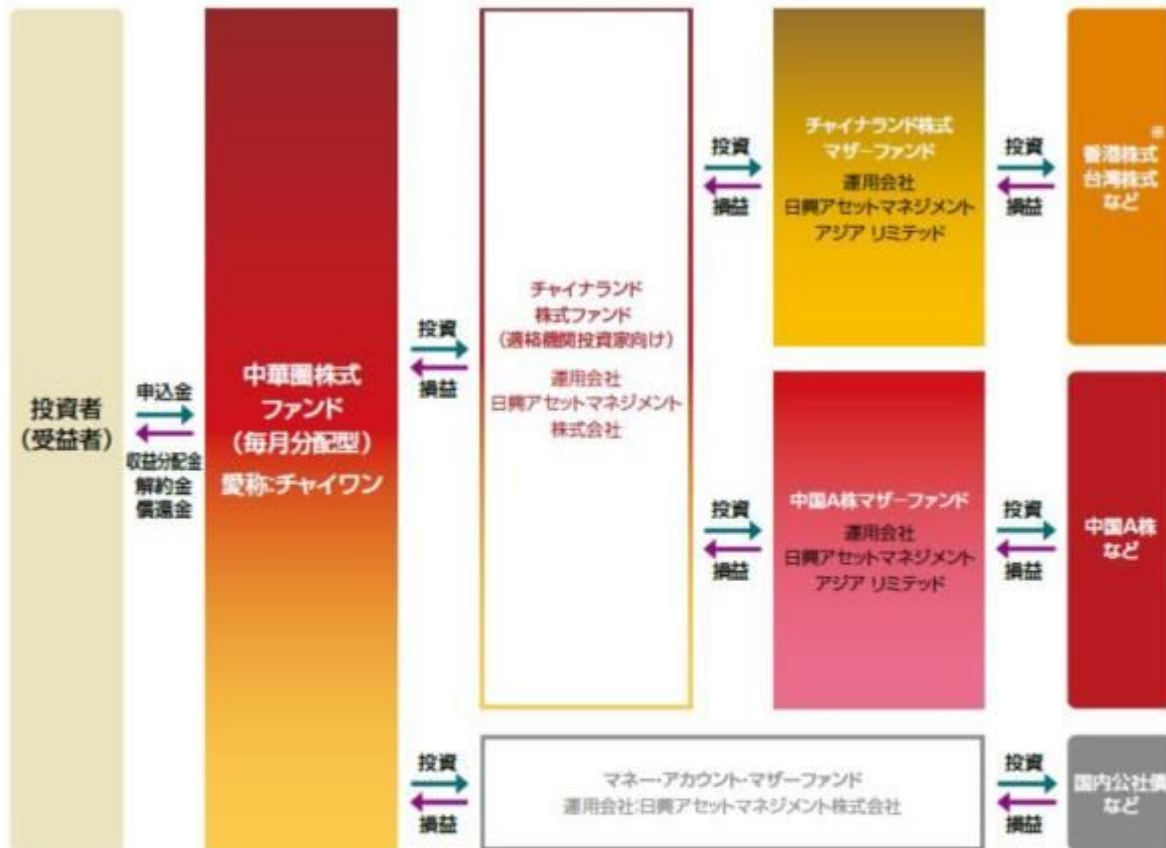 投資者
（受益者）
申込金
収益分配金
解約金
償還金
中華圏株式
ファンド
（毎月分配型）
愛称:チャイワン
投資
損益
チャイナランド
株式ファンド
（適格機関投資家向け）
運用会社
日興アセットマネジメント
株式会社
投資
損益
チャイナランド株式
マザーファンド
運用会社
日興アセットマネジメント
アジア リミテッド
投資
損益
※
香港株式
台湾株式
など
投資
損益
中国A株マザーファンド
運用会社
日興アセットマネジメント
アジア リミテッド
投資
損益
中国A株
など
投資
損益
マネー・アカウント・マザーファンド
運用会社:日興アセットマネジメント株式会社
投資
損益
国内公社債
など